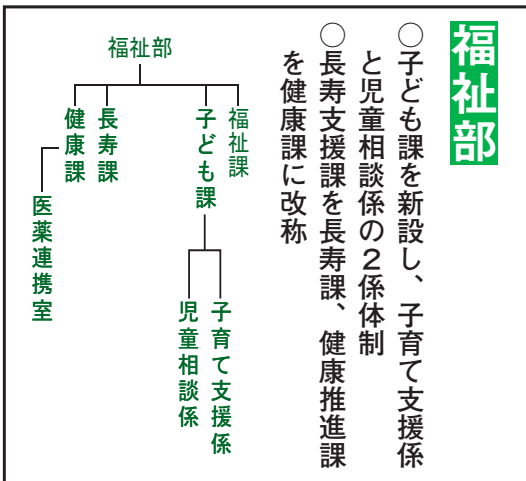 福祉部
○子ども課を新設し、子育て支援係
と児童相談係の2係体制
○長寿支援課を長寿課、健康推進課
を健康課に改称
福祉部
福祉課
子ども課
長寿課
健康課
子育て支援係
児童相談係
医薬連携室